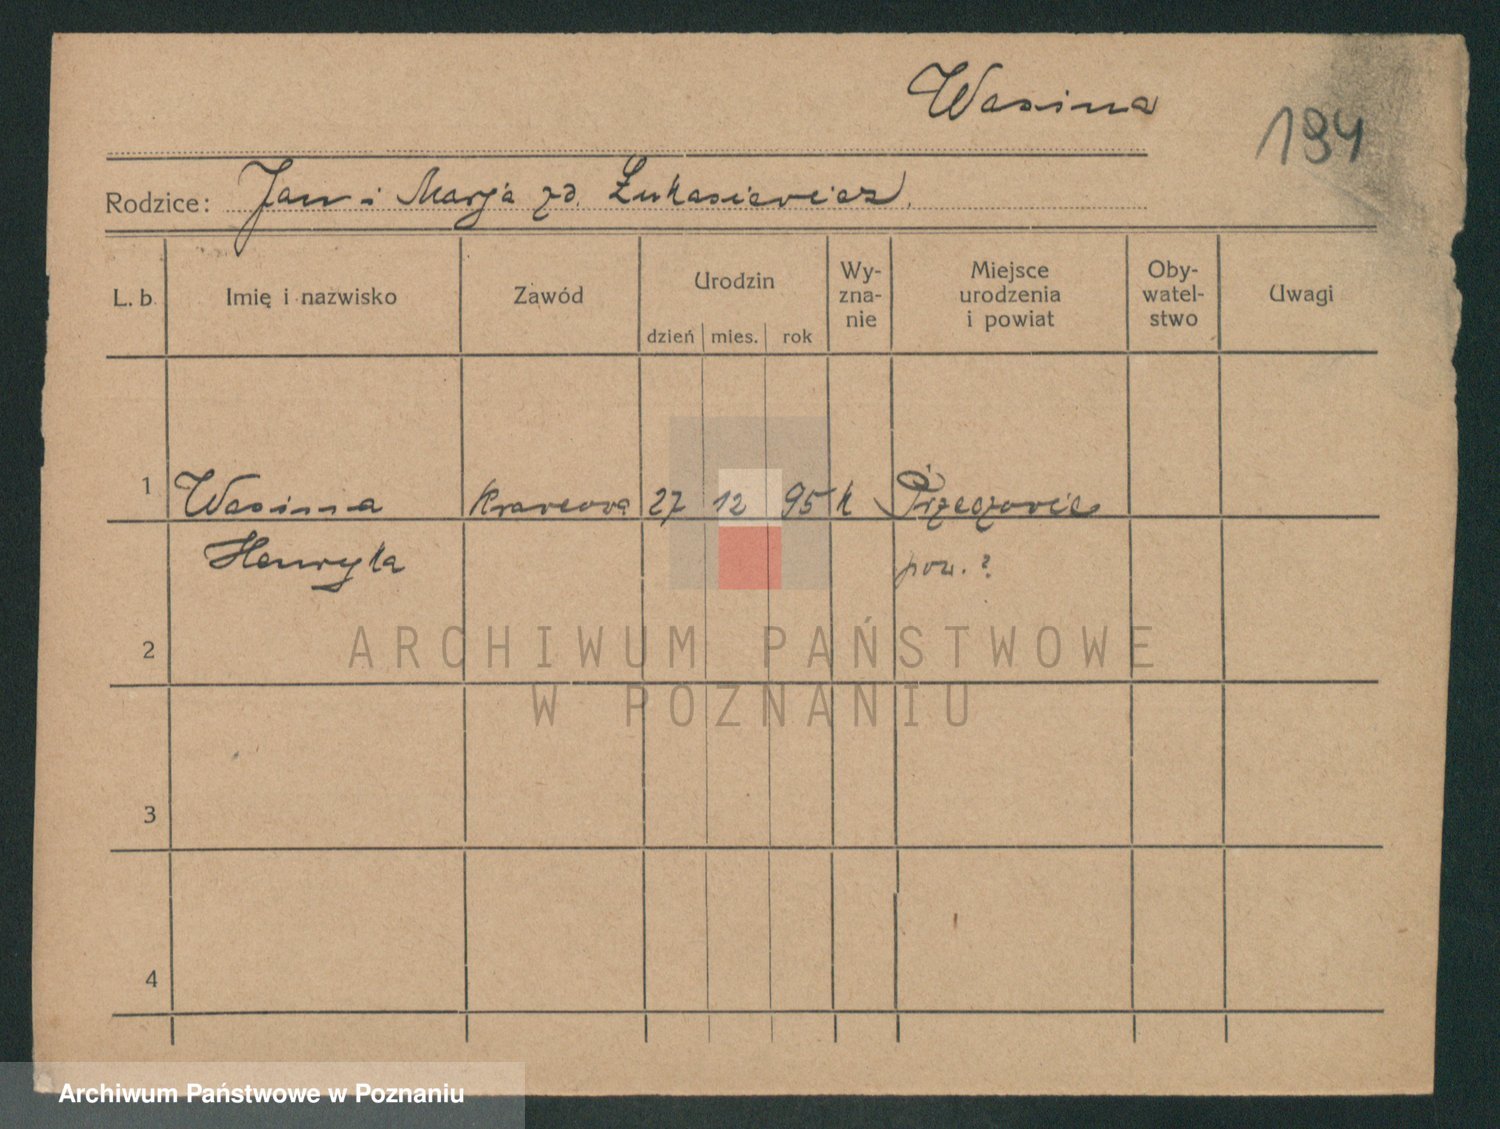 Wasina
194
Rodzice: Jan i Marja zd. Łukasiewicz.
L. b. Imię i nazwisko Zawód Urodzin Wy-zna-nie Miejsce urodzenia i powiat Oby-watel-stwo Uwagi
dzień mies. rok
1 Wasinna Krawcowa 27 12 95 k
Henryka pow. ?
2
ARCHIWUM PAŃSTWOWE
W POZNANIU
3
4
Archiwum Państwowe w Poznaniu